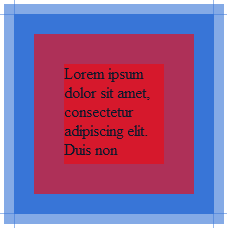 Lorem ipsum
dolor sit amet,
consectetur
adipiscing elit.
Duis non